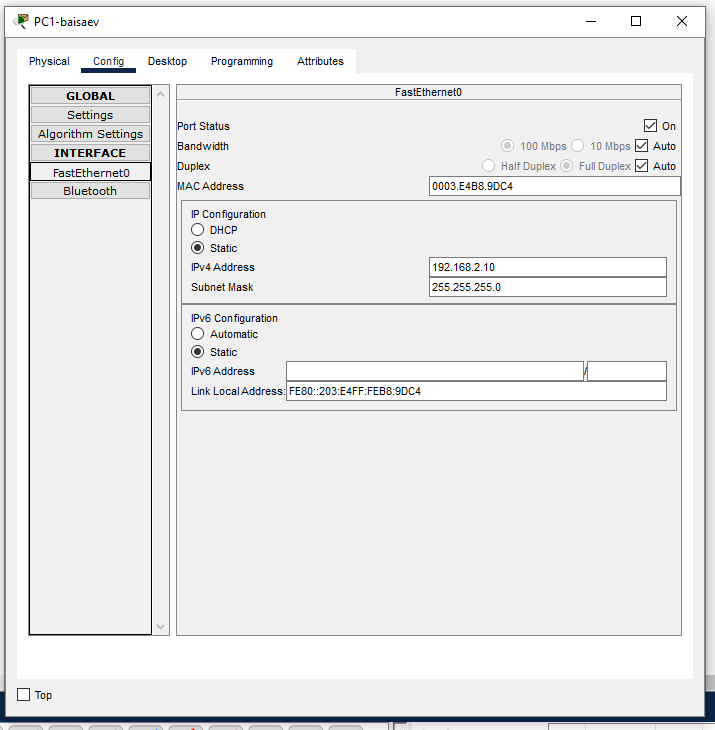 PC1-baisaev
Physical Config Desktop Programming Attributes
GLOBAL
Settings
Algorithm Settings
INTERFACE
FastEthernet0
Bluetooth
FastEthernet0
Port Status On
Bandwidth 100 Mbps 10 Mbps Auto
Duplex Half Duplex Full Duplex Auto
MAC Address 0003.E4B8.9DC4
IP Configuration
DHCP
Static
IPv4 Address 192.168.2.10
Subnet Mask 255.255.255.0
IPv6 Configuration
Automatic
Static
IPv6 Address /
Link Local Address: FE80::203:E4FF:FEB8:9DC4
Top